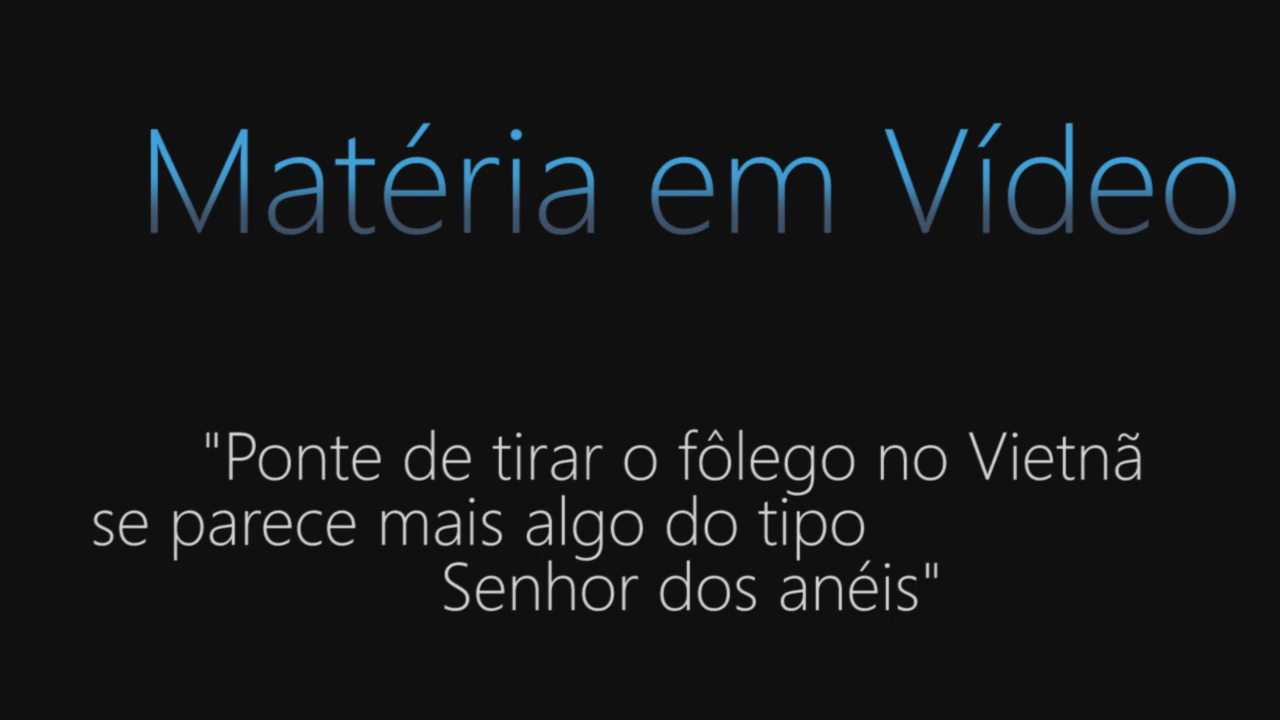 Matéria em Vídeo
"Ponte de tirar o fôlego no Vietnã
se parece mais algo do tipo
Senhor dos anéis"